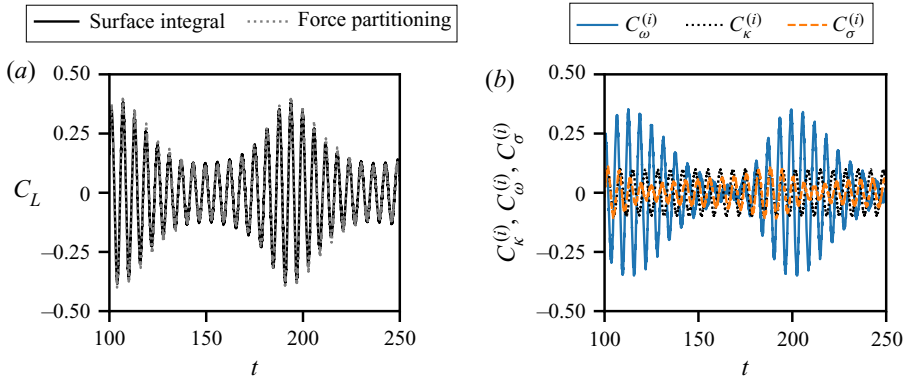 Surface integral Force partitioning
(a)
0.50
0.25
0
–0.25
–0.50
C_L
100 150 200 250
t
C_ω^(i) C_κ^(i) C_σ^(i)
(b)
0.50
0.25
0
–0.25
–0.50
C_κ^(i), C_ω^(i), C_σ^(i)
100 150 200 250
t